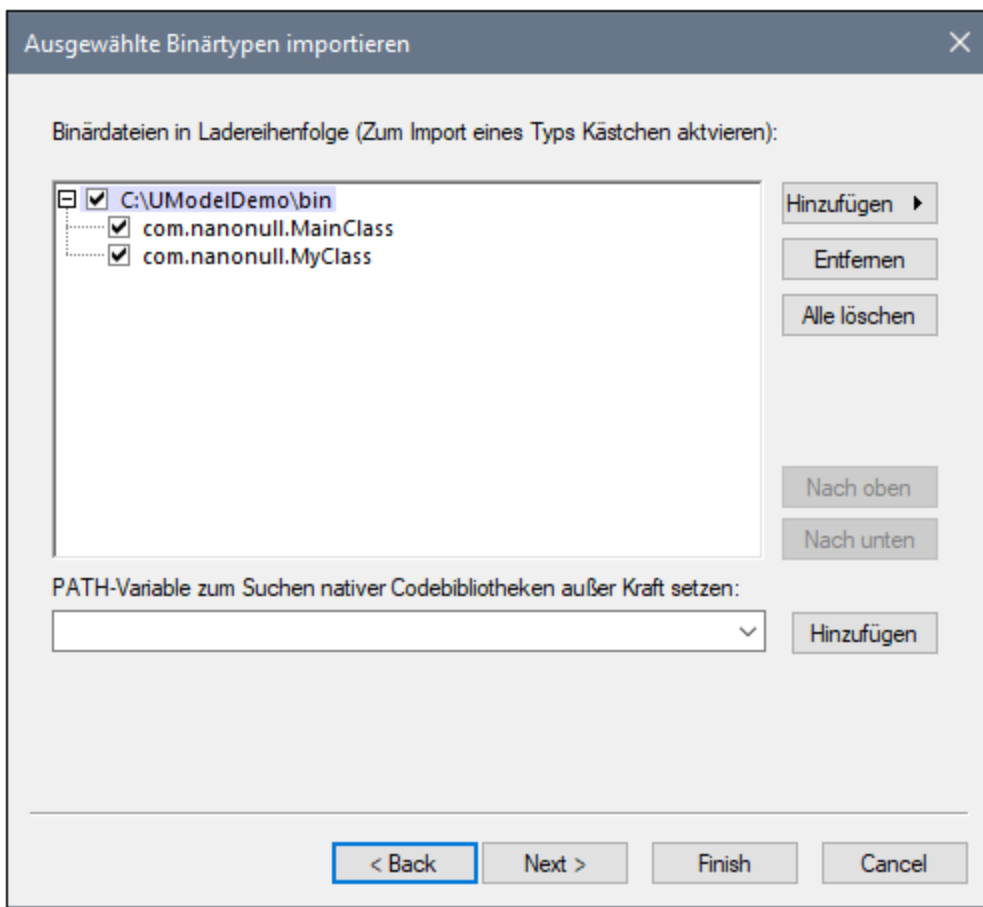 Ausgewählte Binärtypen importieren
Binärdateien in Ladereihenfolge (Zum Import eines Typs Kästchen aktvieren):
C:\UModelDemo\bin
com.nanonull.MainClass
com.nanonull.MyClass
Hinzufügen
Entfernen
Alle löschen
Nach oben
Nach unten
PATH-Variable zum Suchen nativer Codebibliotheken außer Kraft setzen:
Hinzufügen
< Back Next > Finish Cancel